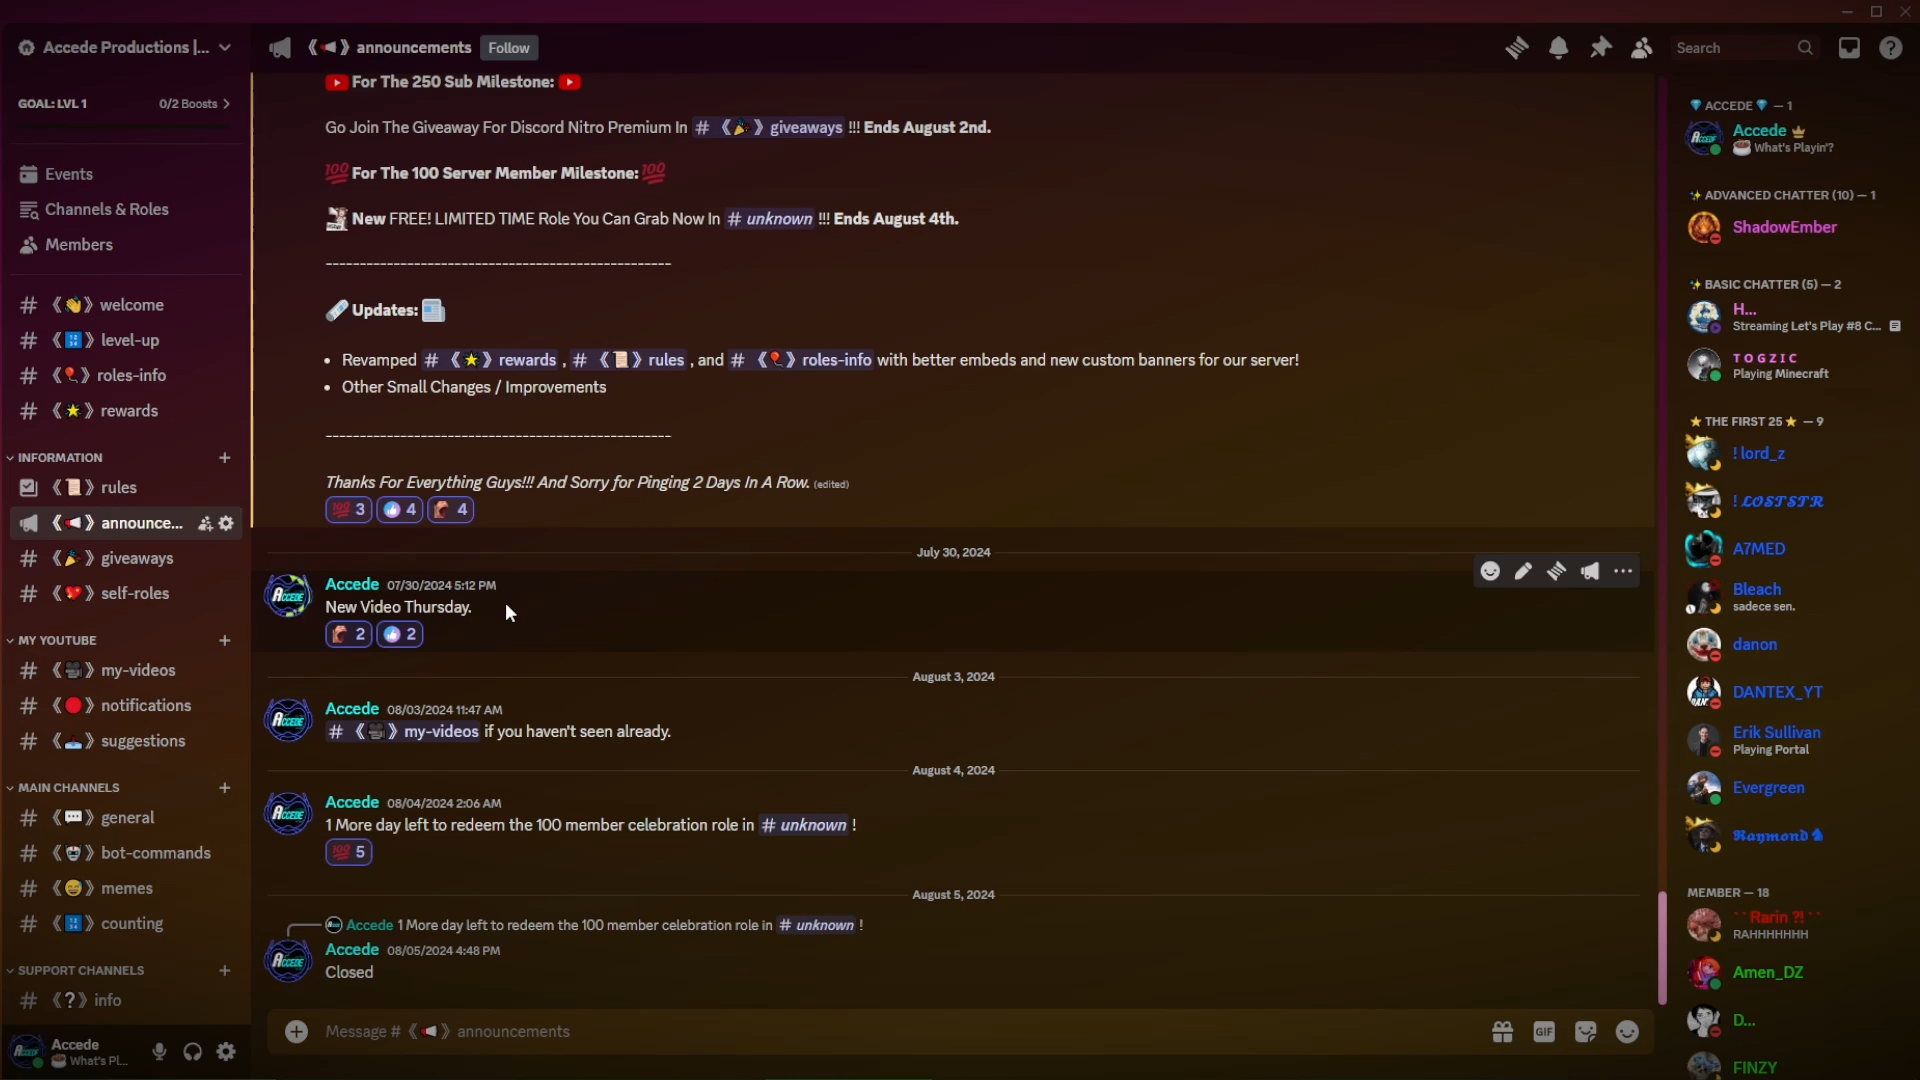 Accede Productions |...
GOAL: LVL 1 0/2 Boosts >
Events
Channels & Roles
Members
# 《👋》 welcome
# 《🔢》 level-up
# 《🎈》 roles-info
# 《🌟》 rewards
INFORMATION +
《📜》 rules
《📢》 announce...
# 《🎉》 giveaways
# 《💖》 self-roles
MY YOUTUBE +
# 《🎥》 my-videos
# 《🔴》 notifications
# 《📥》 suggestions
MAIN CHANNELS +
# 《💬》 general
# 《🤖》 bot-commands
# 《😅》 memes
# 《🔢》 counting
SUPPORT CHANNELS +
# 《❔》 info
Accede
What's Pl...
《📢》 announcements Follow
Search
For The 250 Sub Milestone:
Go Join The Giveaway For Discord Nitro Premium In # 《🎉》 giveaways !!! Ends August 2nd.
💯 For The 100 Server Member Milestone: 💯
New FREE! LIMITED TIME Role You Can Grab Now In # unknown !!! Ends August 4th.
--------------------------------------------------
🗞️ Updates: 📰
• Revamped # 《🌟》 rewards , # 《📜》 rules , and # 《🎈》 roles-info with better embeds and new custom banners for our server!
• Other Small Changes / Improvements
--------------------------------------------------
Thanks For Everything Guys!!! And Sorry for Pinging 2 Days In A Row. (edited)
💯 3 4 4
July 30, 2024
Accede 07/30/2024 5:12 PM
New Video Thursday.
2 2
August 3, 2024
Accede 08/03/2024 11:47 AM
# 《🎥》 my-videos if you haven't seen already.
August 4, 2024
Accede 08/04/2024 2:06 AM
1 More day left to redeem the 100 member celebration role in # unknown !
💯 5
August 5, 2024
Accede 1 More day left to redeem the 100 member celebration role in # unknown !
Accede 08/05/2024 4:48 PM
Closed
Message # 《📢》 announcements
GIF
💎 ACCEDE 💎 — 1
Accede
What's Playin'?
✨ ADVANCED CHATTER (10) — 1
ShadowEmber
✨ BASIC CHATTER (5) — 2
H...
Streaming Let's Play #8 C...
T O G Z I C
Playing Minecraft
⭐ THE FIRST 25 ⭐ — 9
! lord_z
! 𝓛𝓞𝓢𝓣𝓢𝓣𝓡
A7MED
Bleach
sadece sen.
danon
DANTEX_YT
Erik Sullivan
Playing Portal
Evergreen
𝕽𝖆𝖞𝖒𝖔𝖓𝖉♞
MEMBER — 18
Rarin ?!
RAHHHHHHH
Amen_DZ
D...
FINZY